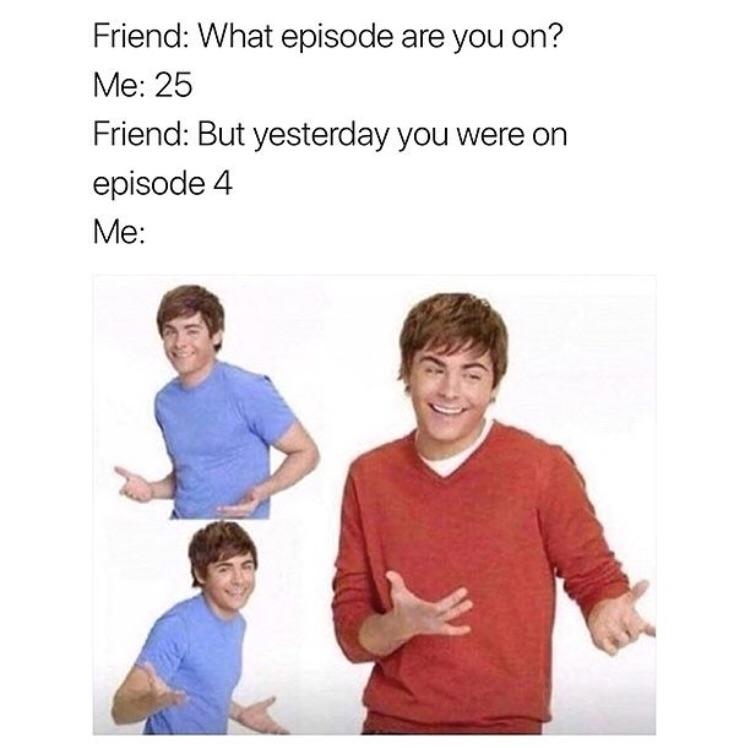 Friend: What episode are you on?
Me: 25
Friend: But yesterday you were on
episode 4
Me: